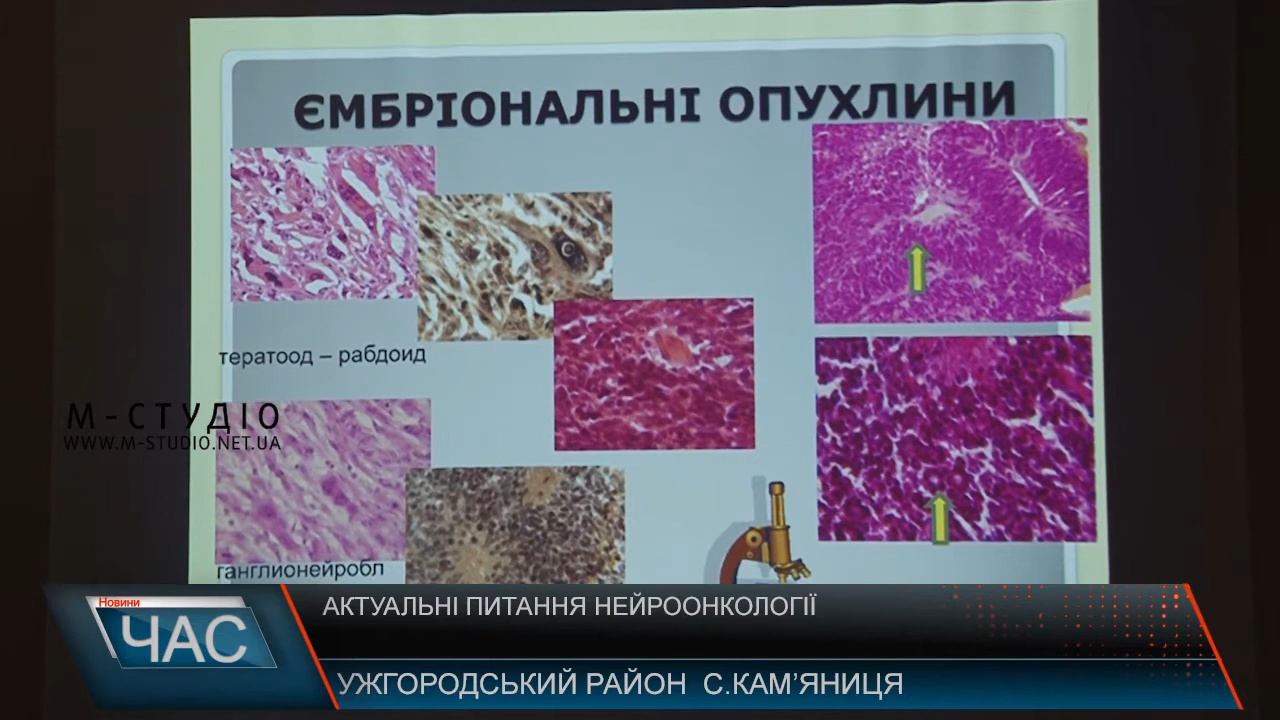 ЄМБРІОНАЛЬНІ ОПУХЛИНИ
тератоод – рабдоид
М-СТУДІО
WWW.M-STUDIO.NET.UA
ганглионейробл
Новини
ЧАС
АКТУАЛЬНІ ПИТАННЯ НЕЙРООНКОЛОГІЇ
УЖГОРОДСЬКИЙ РАЙОН С.КАМ’ЯНИЦЯ